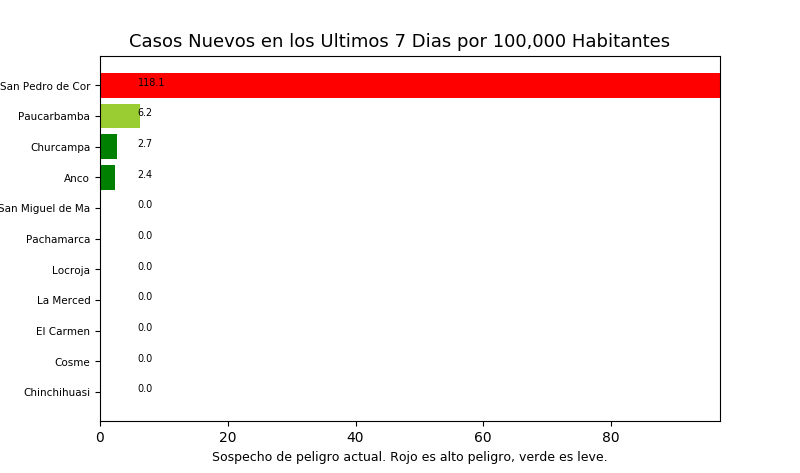 Casos Nuevos en los Ultimos 7 Dias por 100,000 Habitantes
San Pedro de Cor 118.1
Paucarbamba 6.2
Churcampa 2.7
Anco 2.4
San Miguel de Ma 0.0
Pachamarca 0.0
Locroja 0.0
La Merced 0.0
El Carmen 0.0
Cosme 0.0
Chinchihuasi 0.0
0 20 40 60 80
Sospecho de peligro actual. Rojo es alto peligro, verde es leve.